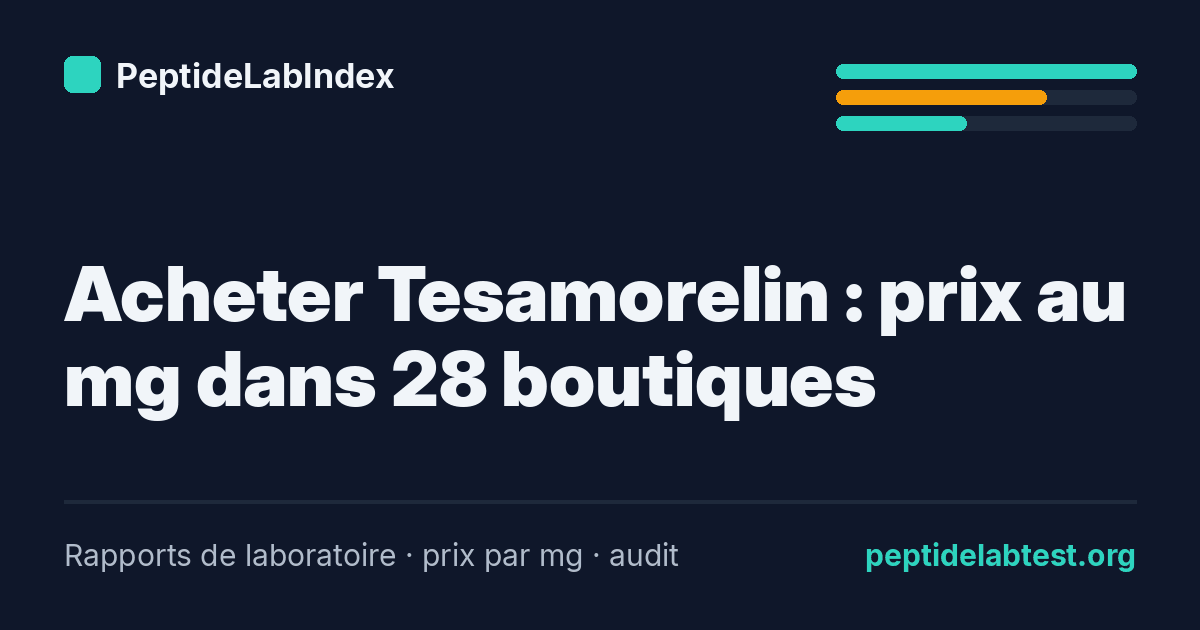 PeptideLabIndex
Acheter Tesamorelin : prix au
mg dans 28 boutiques
Rapports de laboratoire · prix par mg · audit
peptidelabtest.org